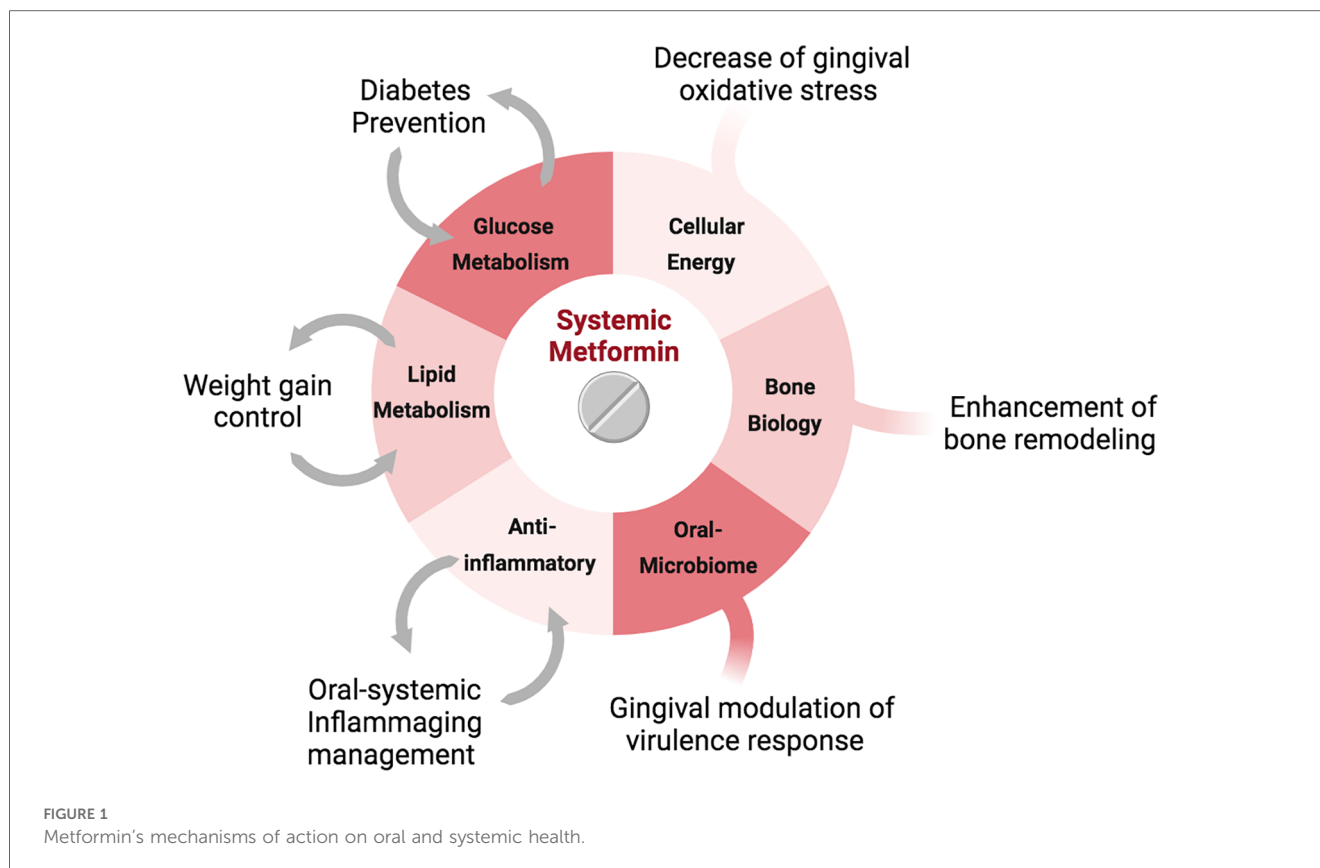 Decrease of gingival
oxidative stress
Diabetes
Prevention
Glucose
Metabolism
Cellular
Energy
Systemic
Metformin
Lipid
Metabolism
Weight gain
control
Bone
Biology
Enhancement of
bone remodeling
Anti-
inflammatory
Oral-
Microbiome
Oral-systemic
Inflammaging
management
Gingival modulation of
virulence response
FIGURE 1
Metformin's mechanisms of action on oral and systemic health.